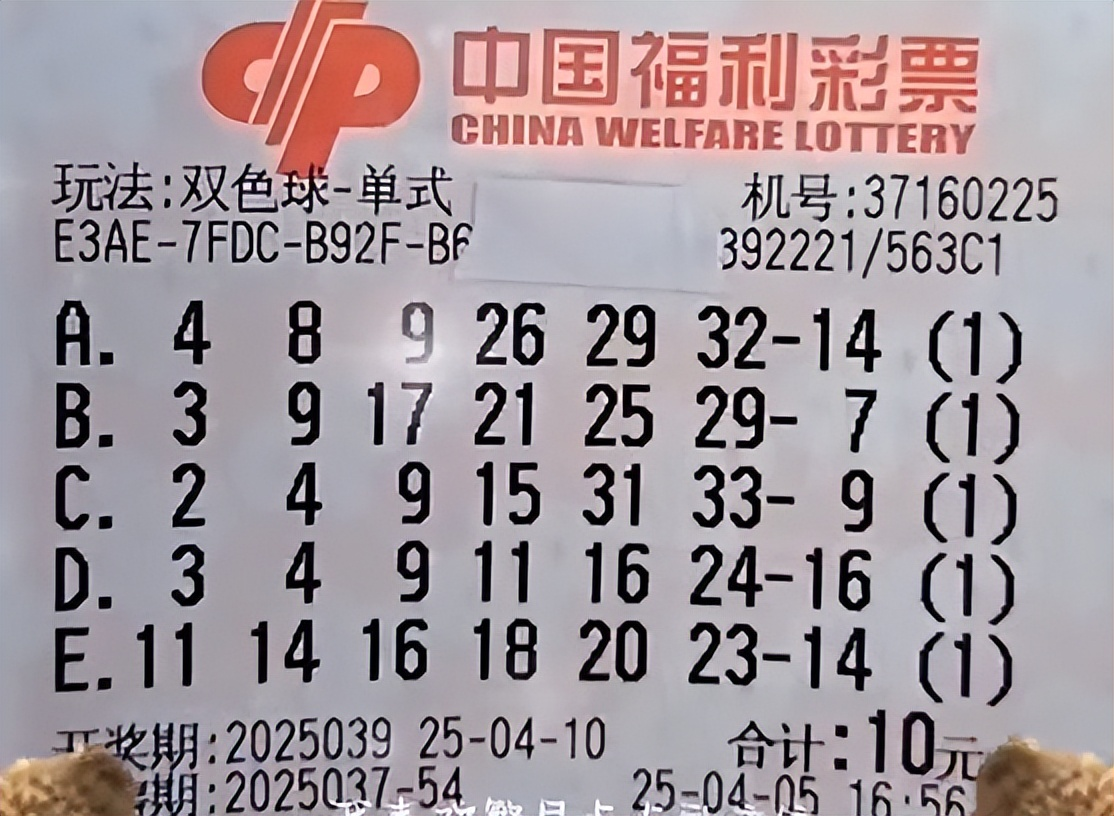 中国福利彩票
CHINA WELFARE LOTTERY
玩法:双色球-单式 机号:37160225
E3AE-7FDC-B92F-B6 392221/563C1
A. 4 8 9 26 29 32-14 (1)
B. 3 9 17 21 25 29- 7 (1)
C. 2 4 9 15 31 33- 9 (1)
D. 3 4 9 11 16 24-16 (1)
E. 11 14 16 18 20 23-14 (1)
开奖期:2025039 25-04-10 合计:10元
期:2025037-54 25-04-05 16:56